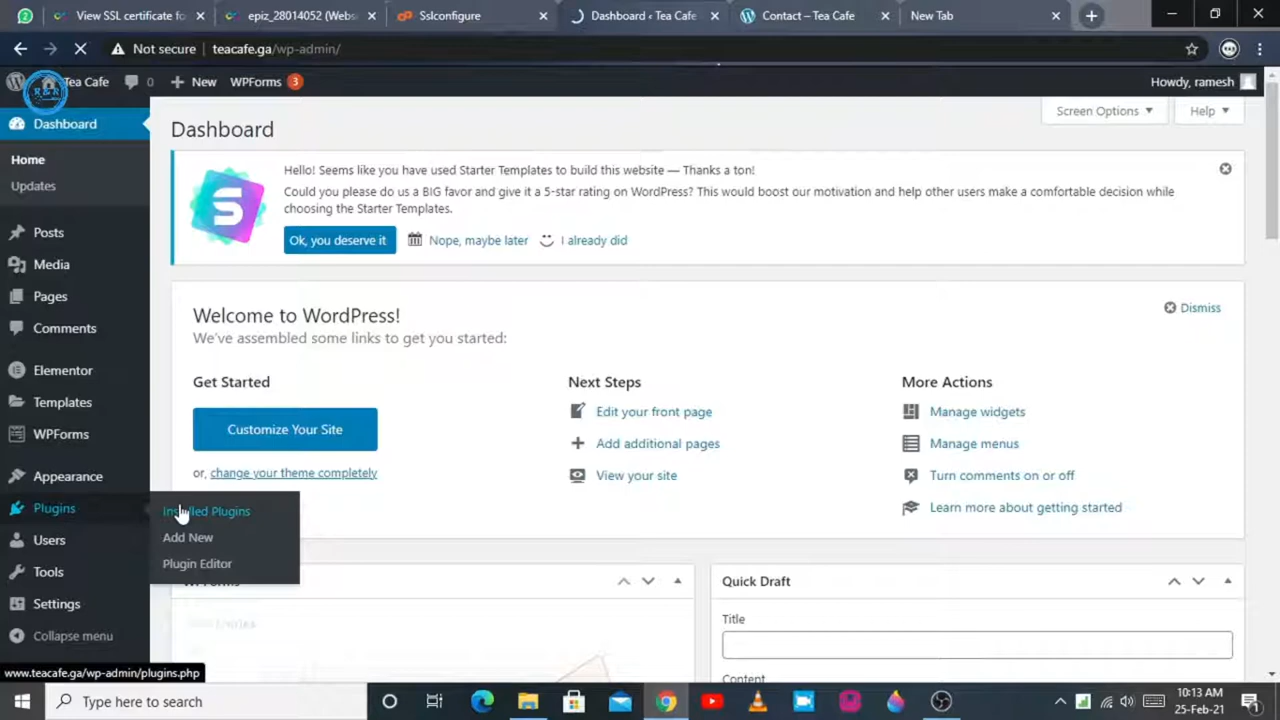 View SSL certificate fo
epiz_28014052 (Webs
Sslconfigure
Dashboard ‹ Tea Cafe
Contact – Tea Cafe
New Tab
Not secure
teacafe.ga/wp-admin/
Tea Cafe
0
New
WPForms 3
Howdy, ramesh
R&R
Dashboard
Home
Updates
Posts
Media
Pages
Comments
Elementor
Templates
WPForms
Appearance
Plugins
Users
Tools
Settings
Collapse menu
Installed Plugins
Add New
Plugin Editor
Dashboard
Screen Options
Help
Hello! Seems like you have used Starter Templates to build this website — Thanks a ton!
Could you please do us a BIG favor and give it a 5-star rating on WordPress? This would boost our motivation and help other users make a comfortable decision while
choosing the Starter Templates.
Ok, you deserve it
Nope, maybe later
I already did
Welcome to WordPress!
We've assembled some links to get you started:
Dismiss
Get Started
Customize Your Site
or, change your theme completely
Next Steps
Edit your front page
Add additional pages
View your site
More Actions
Manage widgets
Manage menus
Turn comments on or off
Learn more about getting started
WPForms
Quick Draft
Title
Content
www.teacafe.ga/wp-admin/plugins.php
Type here to search
10:13 AM
25-Feb-21
1